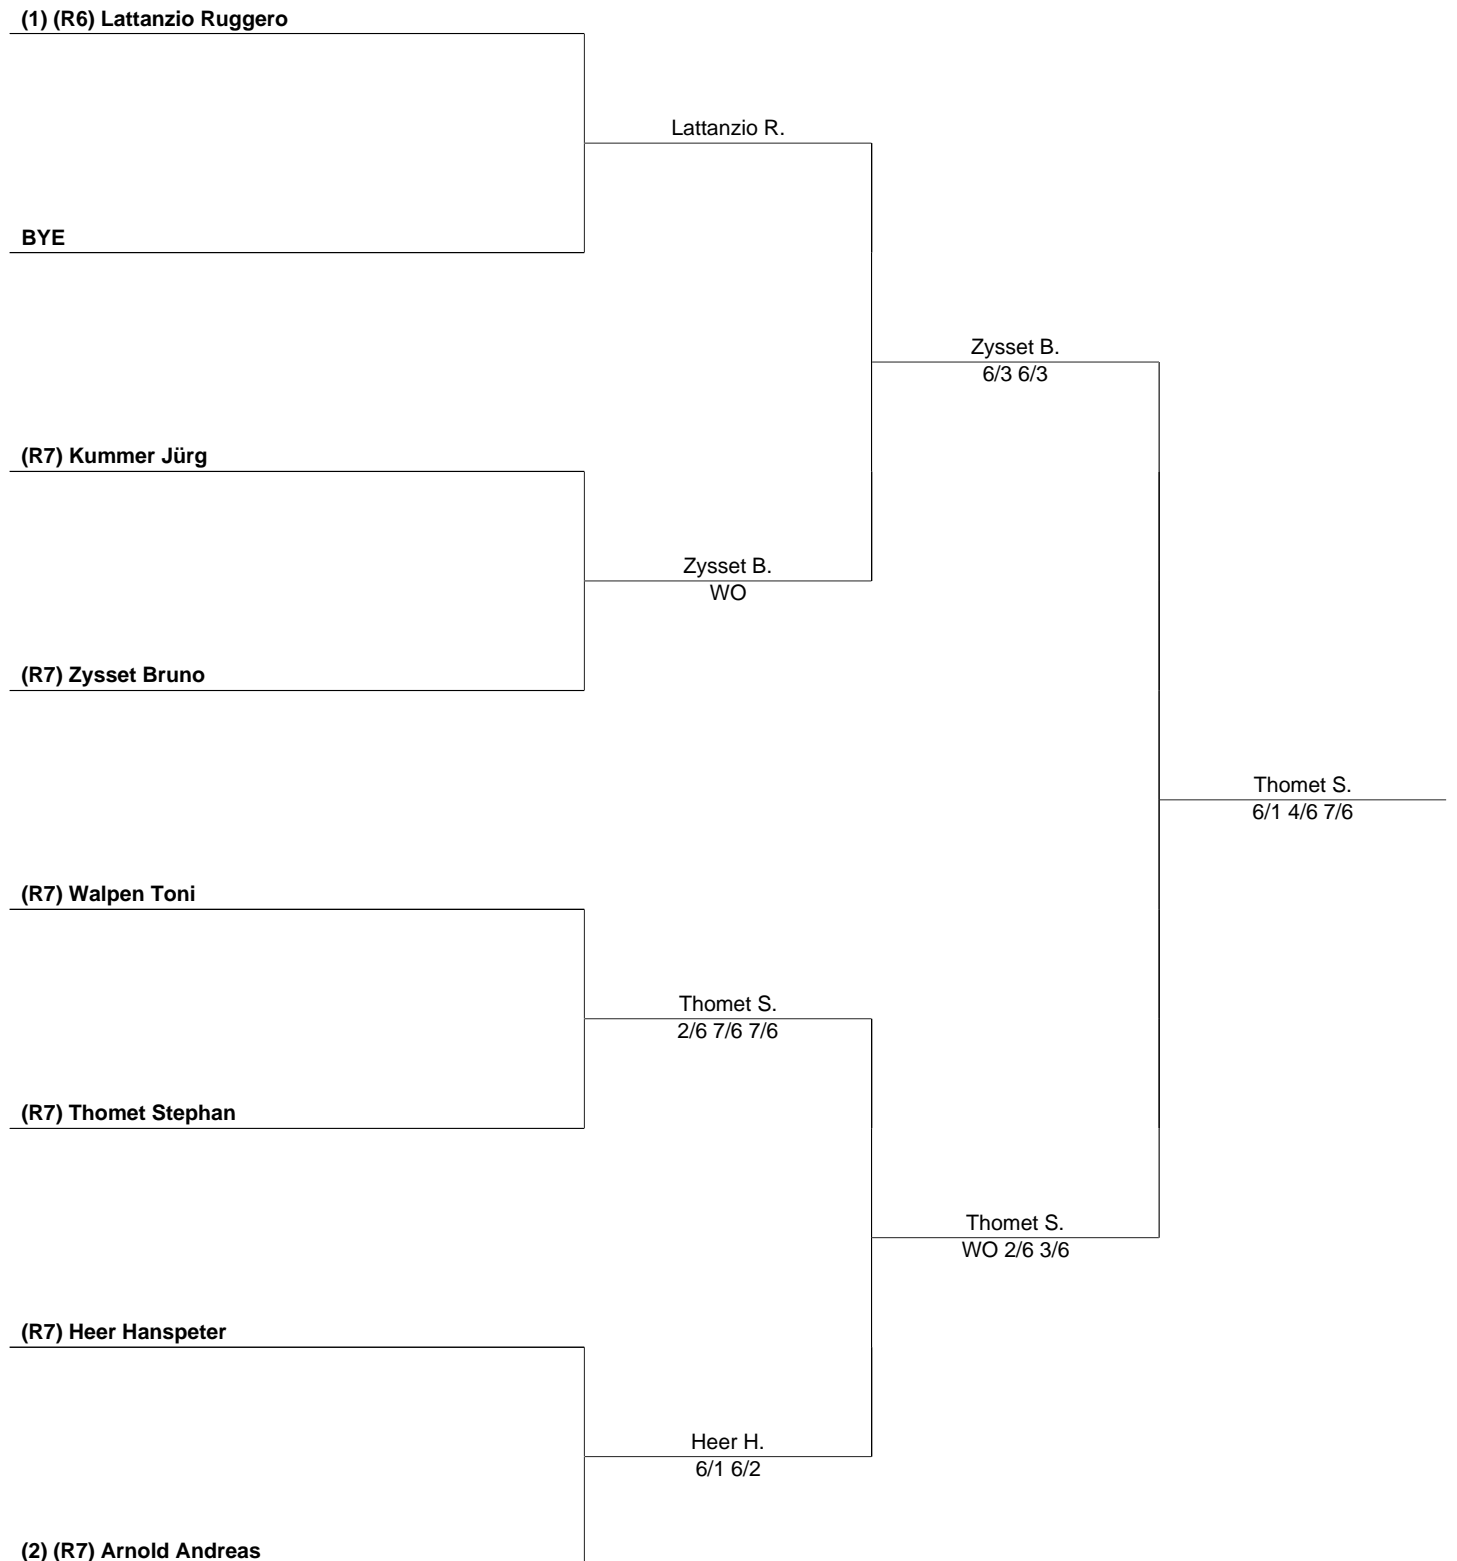 (1) (R6) Lattanzio Ruggero
Lattanzio R.
BYE
Zysset B.
6/3 6/3
(R7) Kummer Jürg
Zysset B.
WO
(R7) Zysset Bruno
Thomet S.
6/1 4/6 7/6
(R7) Walpen Toni
Thomet S.
2/6 7/6 7/6
(R7) Thomet Stephan
Thomet S.
WO 2/6 3/6
(R7) Heer Hanspeter
Heer H.
6/1 6/2
(2) (R7) Arnold Andreas